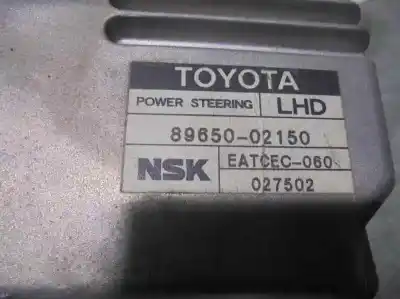 TOYOTA
POWER STEERING LHD
89650-02150
NSK EATCEC-060
027502